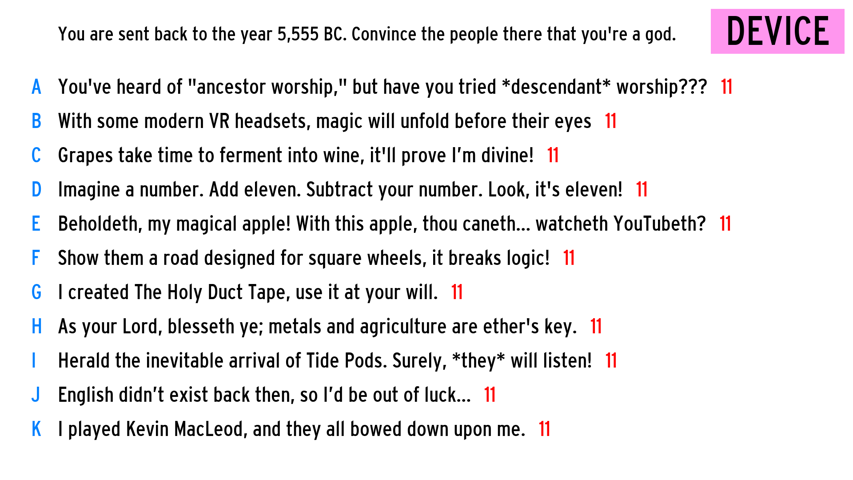 You are sent back to the year 5,555 BC. Convince the people there that you're a god. DEVICE
A You've heard of "ancestor worship," but have you tried *descendant* worship??? 11
B With some modern VR headsets, magic will unfold before their eyes 11
C Grapes take time to ferment into wine, it'll prove I’m divine! 11
D Imagine a number. Add eleven. Subtract your number. Look, it's eleven! 11
E Beholdeth, my magical apple! With this apple, thou caneth... watcheth YouTubeth? 11
F Show them a road designed for square wheels, it breaks logic! 11
G I created The Holy Duct Tape, use it at your will. 11
H As your Lord, blesseth ye; metals and agriculture are ether's key. 11
I Herald the inevitable arrival of Tide Pods. Surely, *they* will listen! 11
J English didn’t exist back then, so I’d be out of luck... 11
K I played Kevin MacLeod, and they all bowed down upon me. 11